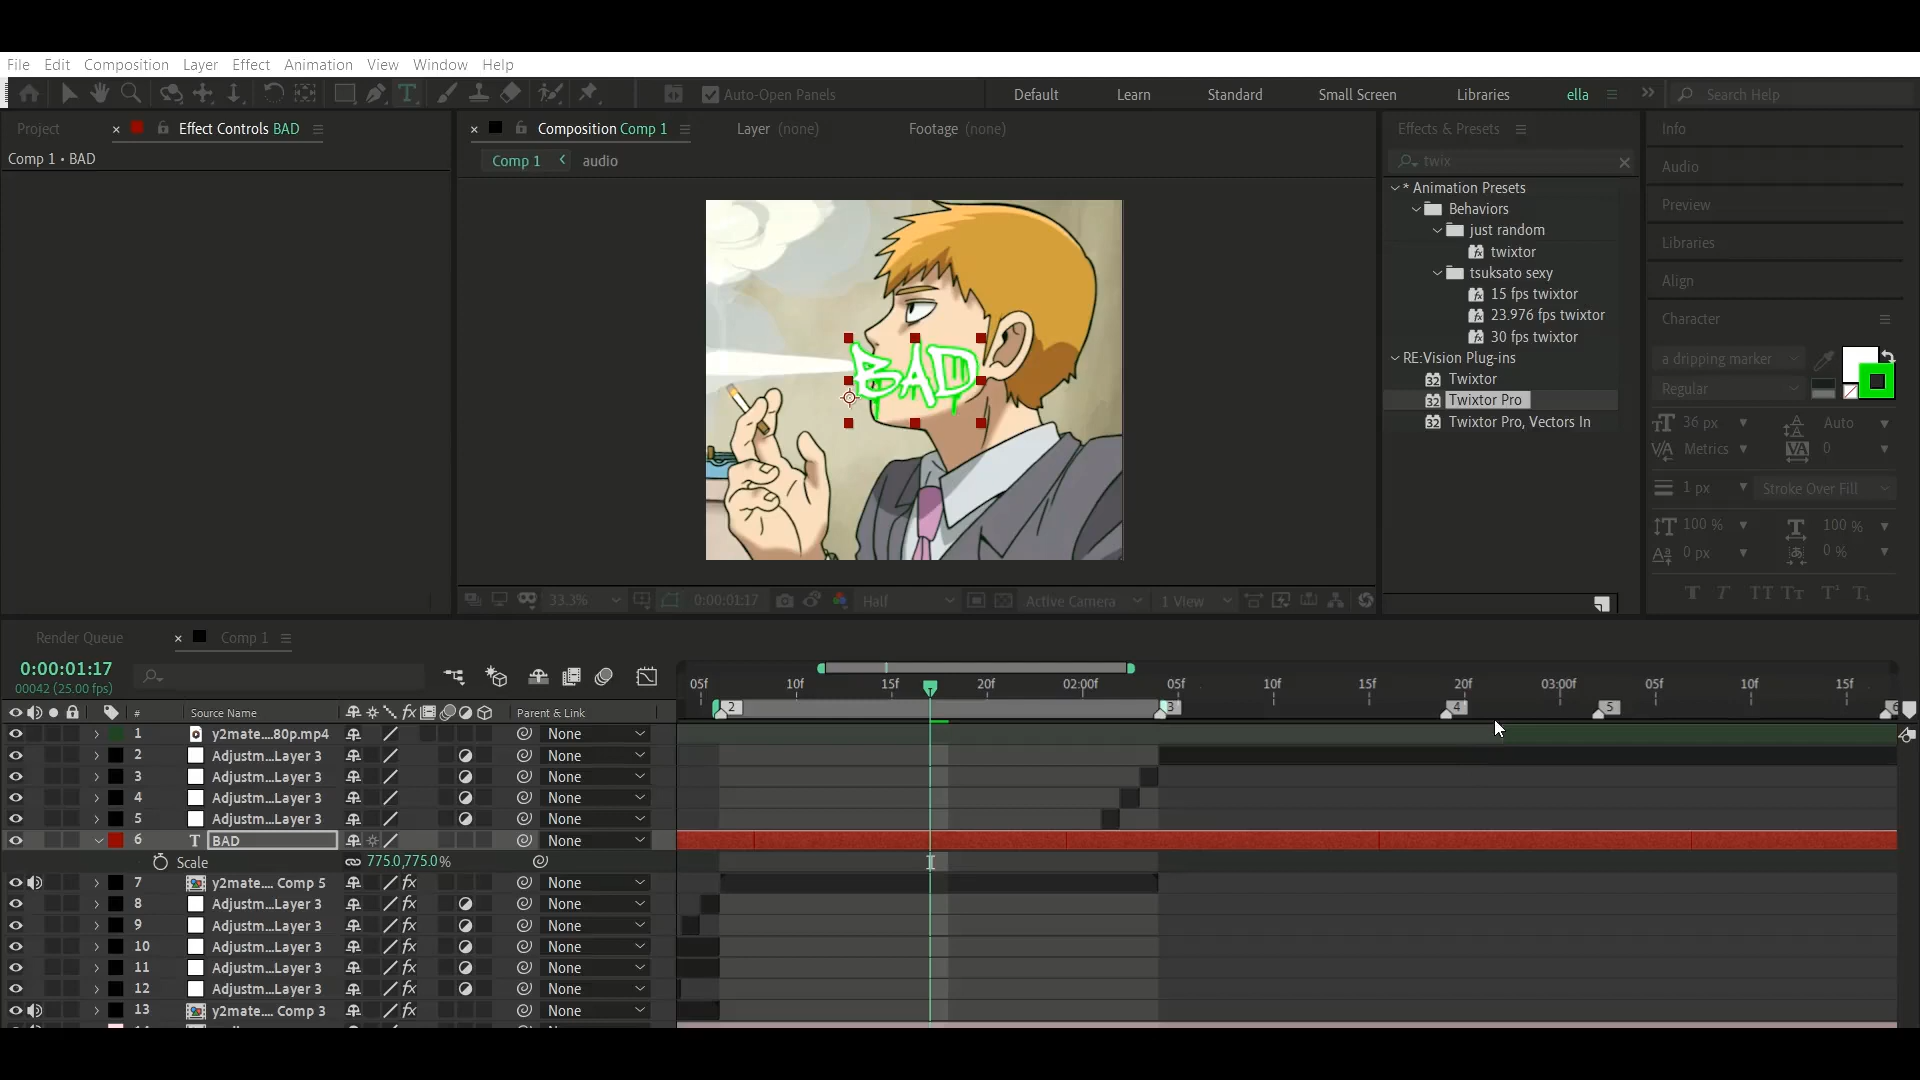 File Edit Composition Layer Effect Animation View Window Help
Auto-Open Panels Default Learn Standard Small Screen Libraries ella Search Help
Project Effect Controls BAD Composition Comp 1 Layer (none) Footage (none) Effects & Presets Info
Comp 1 • BAD Comp 1 audio twix
Audio
Preview
Libraries
Align
Character
* Animation Presets
Behaviors
just random
twixtor
tsuksato sexy
15 fps twixtor
23.976 fps twixtor
30 fps twixtor
RE:Vision Plug-ins
Twixtor
Twixtor Pro
Twixtor Pro, Vectors In
a dripping marker
Regular
36 px Auto
Metrics 0
1 px Stroke Over Fill
100 % 100 %
0 px 0 %
BAD
33.3% 0:00:01:17 Half Active Camera 1 View
Render Queue Comp 1
0:00:01:17
00042 (25.00 fps)
05f 10f 15f 20f 02:00f 05f 10f 15f 20f 03:00f 05f 10f 15f
2 3 4 5 6
# Source Name Parent & Link
1 y2mate....80p.mp4 None
2 Adjustm...Layer 3 None
3 Adjustm...Layer 3 None
4 Adjustm...Layer 3 None
5 Adjustm...Layer 3 None
6 BAD None
Scale 775.0,775.0%
7 y2mate.... Comp 5 None
8 Adjustm...Layer 3 None
9 Adjustm...Layer 3 None
10 Adjustm...Layer 3 None
11 Adjustm...Layer 3 None
12 Adjustm...Layer 3 None
13 y2mate.... Comp 3 None